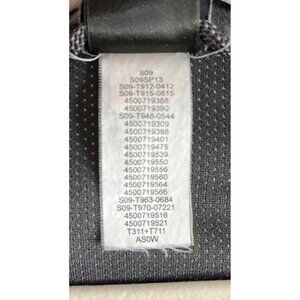 S09
S09SP13
S09-T912-0412
S09-T915-0815
4500719388
4500719390
S09-T948-0544
4500719309
4500719398
4500719401
4500719475
4500719539
4500719550
4500719556
4500719560
4500719564
4500719566
S09-T963-0684
S09-T970-07221
4500719516
4500719521
T311+T711
AS0W